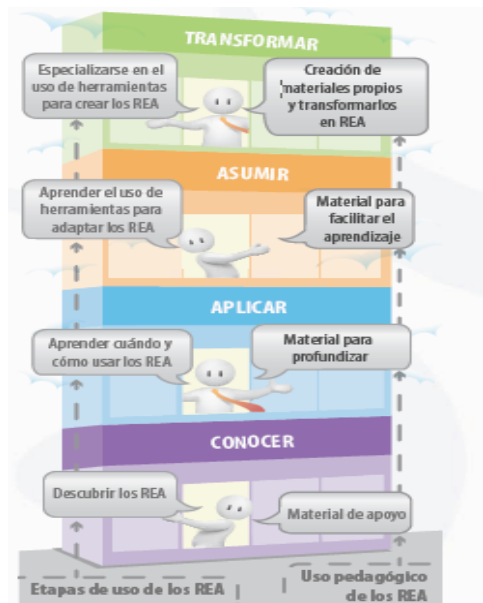 TRANSFORMAR
Especializarse en el
uso de herramientas
para crear los REA
Creación de
materiales propios
y transformarlos
en REA
ASUMIR
Aprender el uso de
herramientas para
adaptar los REA
Material para
facilitar el
aprendizaje
APLICAR
Aprender cuándo y
cómo usar los REA
Material para
profundizar
CONOCER
Descubrir los REA
Material de apoyo
Etapas de uso de los REA
Uso pedagógico
de los REA